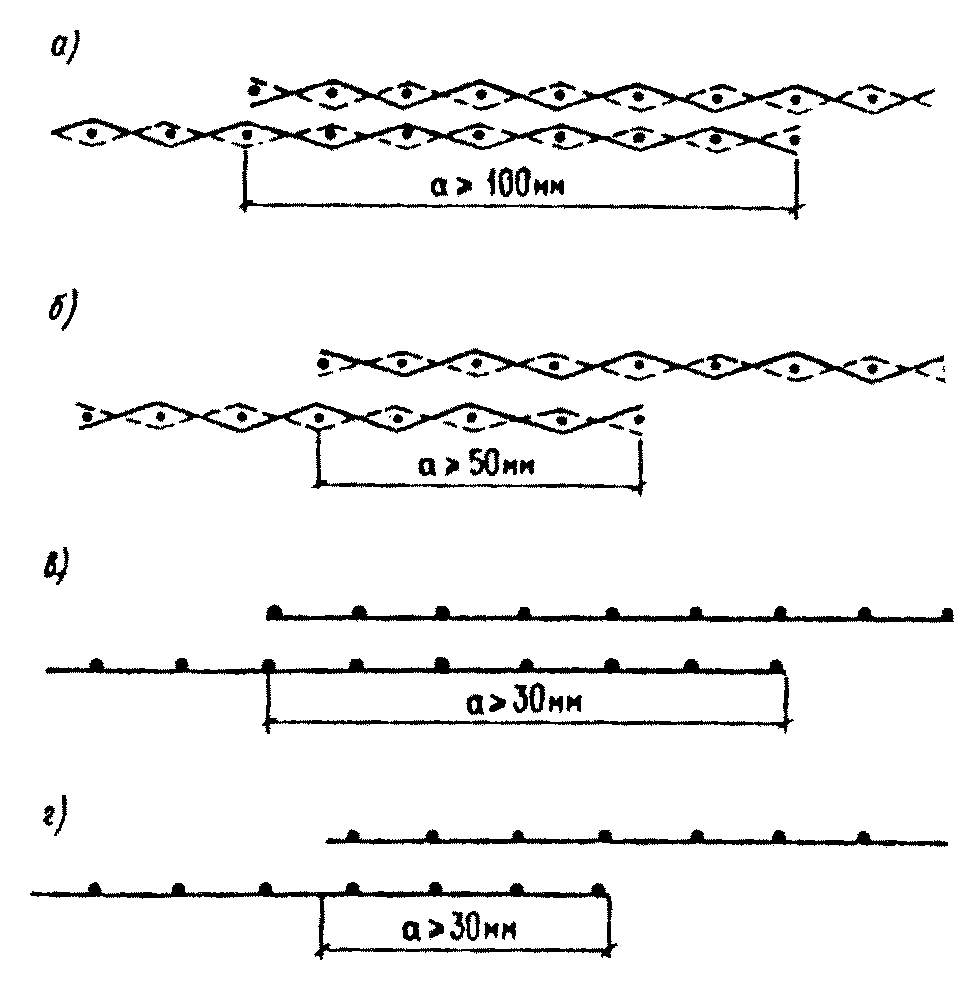 а)
а ⩾ 100мм
б)
а ⩾ 50мм
в)
а ⩾ 30мм
г)
а ⩾ 30мм